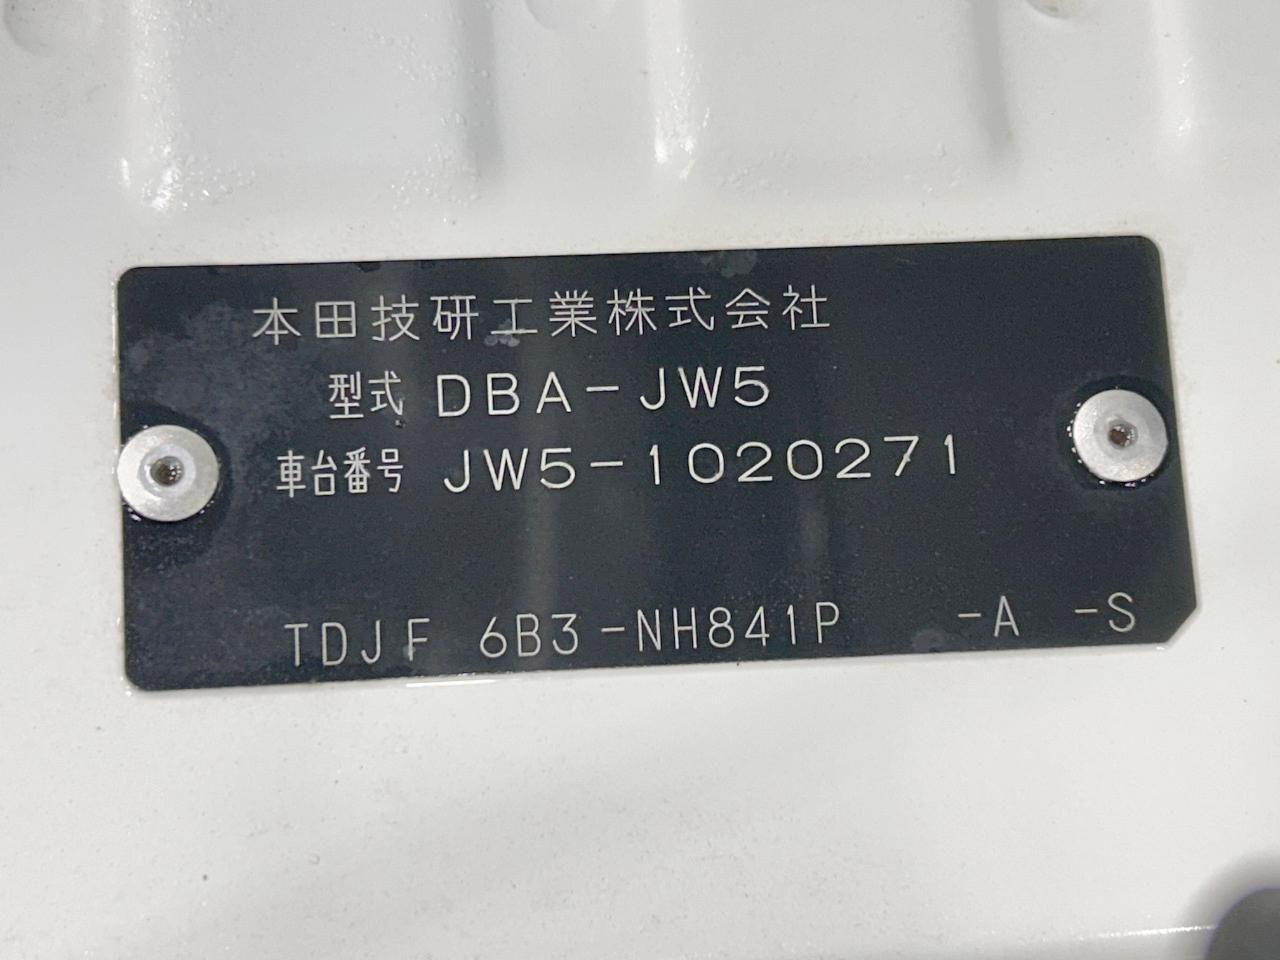 本田技研工業株式会社
型式 DBA-JW5
車台番号 JW5-1020271
TDJF 6B3-NH841P -A -S